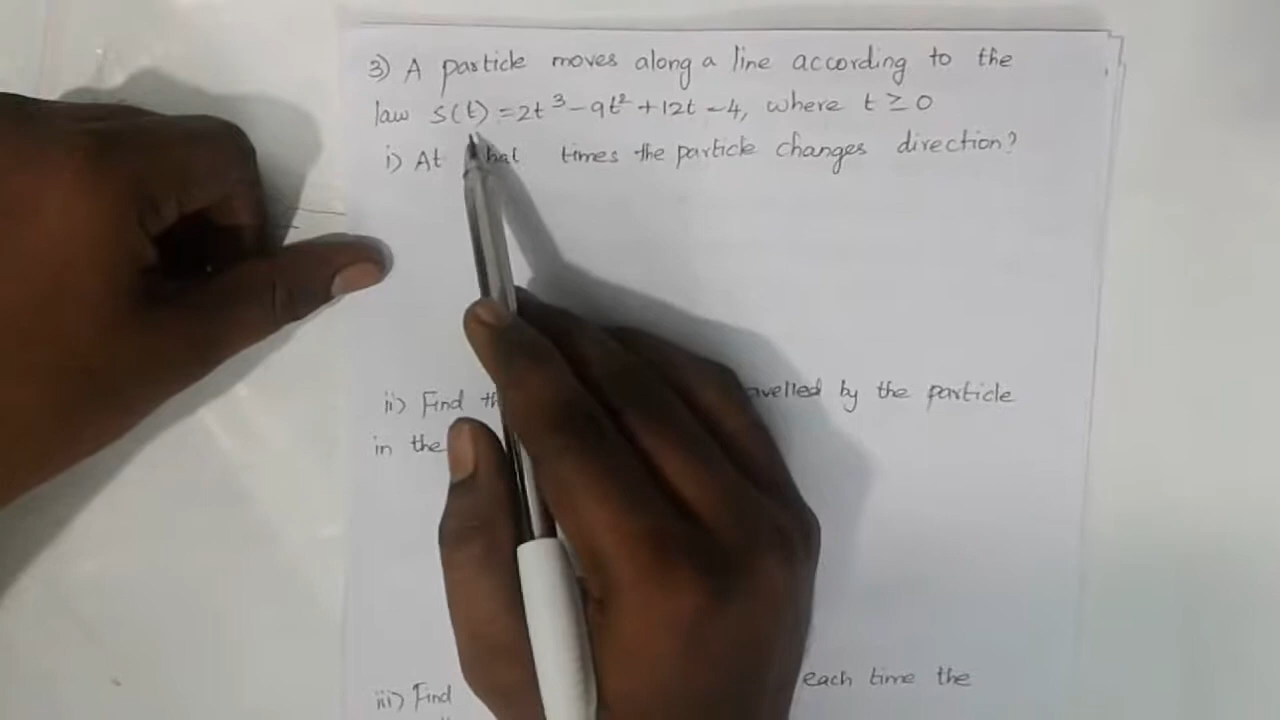 3) A particle moves along a line according to the
law s(t) = 2t³ - 9t² + 12t - 4, where t ≥ 0
i) At times the particle changes direction?
ii) Find by the particle
in the
iii) Find each time the